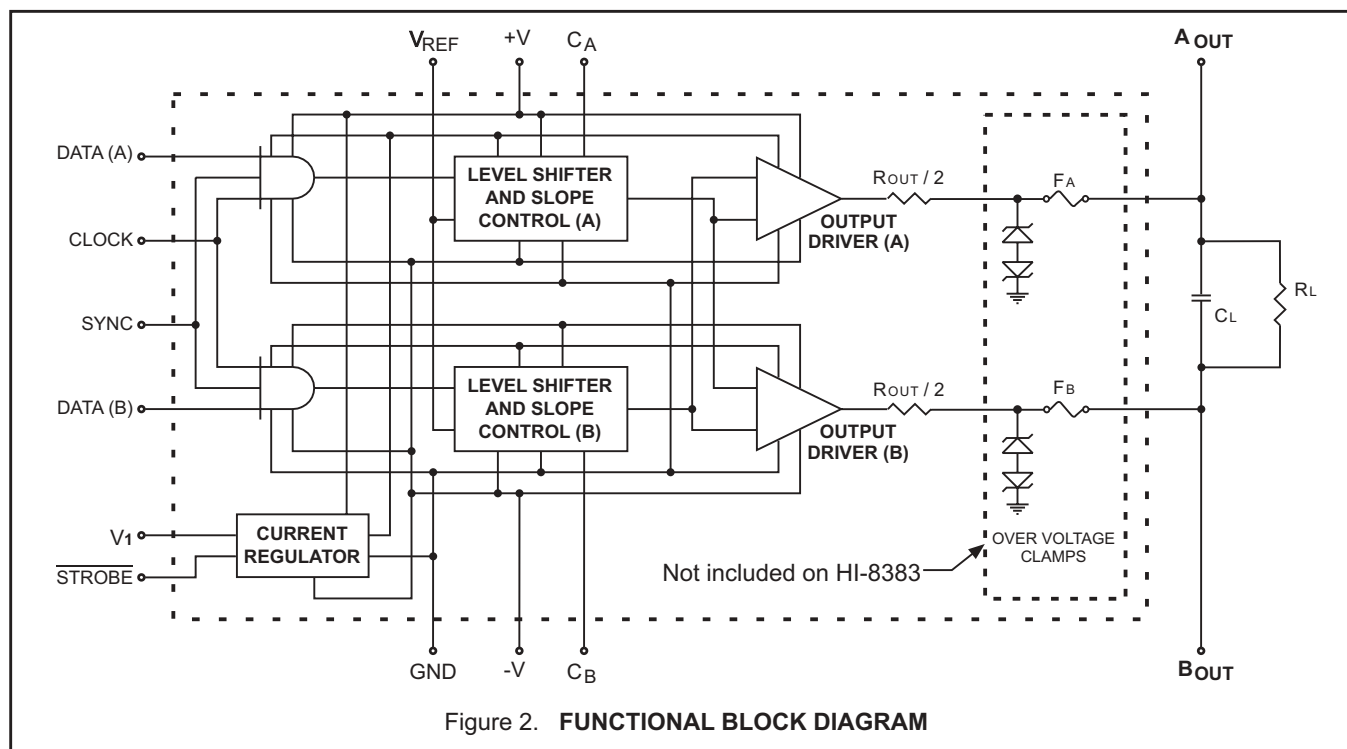 VREF
+V
CA
AOUT
DATA (A)
CLOCK
SYNC
DATA (B)
V1
STROBE
LEVEL SHIFTER
AND SLOPE
CONTROL (A)
OUTPUT
DRIVER (A)
ROUT / 2
FA
CL
RL
LEVEL SHIFTER
AND SLOPE
CONTROL (B)
OUTPUT
DRIVER (B)
ROUT / 2
FB
CURRENT
REGULATOR
OVER VOLTAGE
CLAMPS
Not included on HI-8383
GND
-V
CB
BOUT
Figure 2. FUNCTIONAL BLOCK DIAGRAM